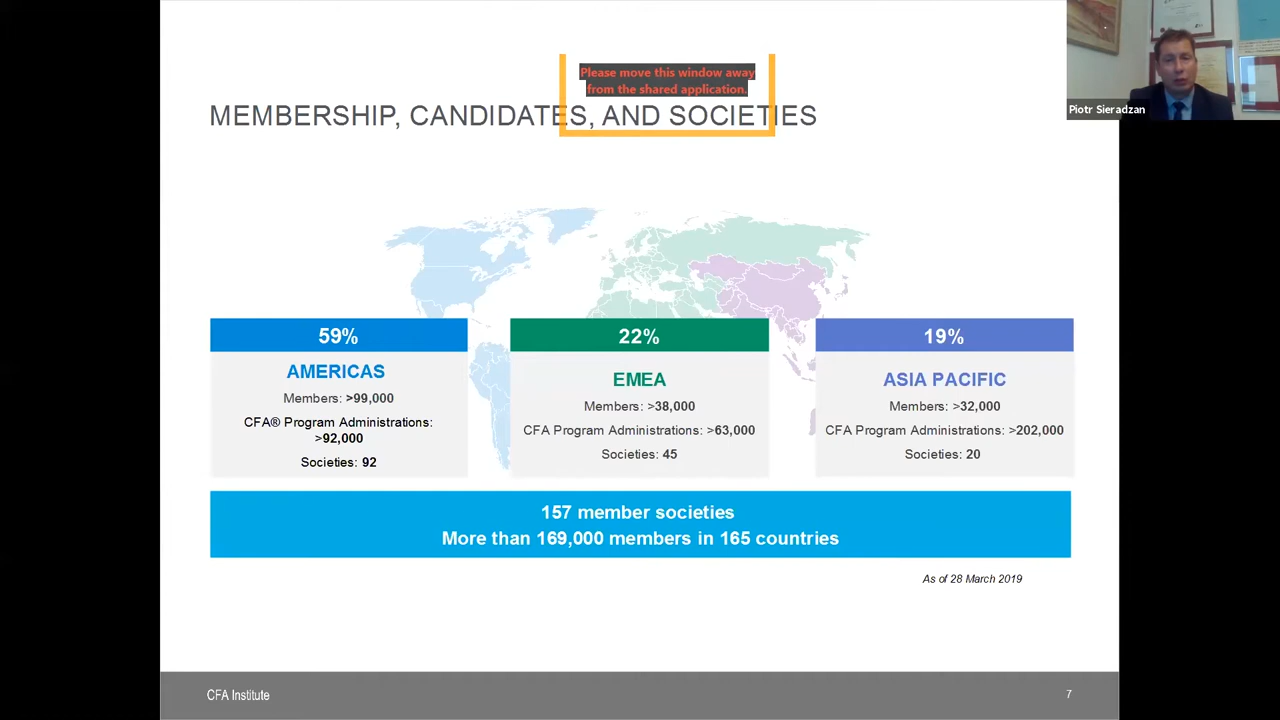 Please move this window away
from the shared application.
MEMBERSHIP, CANDIDATES, AND SOCIETIES
Piotr Sieradzan
59%
AMERICAS
Members: >99,000
CFA® Program Administrations:
>92,000
Societies: 92
22%
EMEA
Members: >38,000
CFA Program Administrations: >63,000
Societies: 45
19%
ASIA PACIFIC
Members: >32,000
CFA Program Administrations: >202,000
Societies: 20
157 member societies
More than 169,000 members in 165 countries
As of 28 March 2019
CFA Institute
7